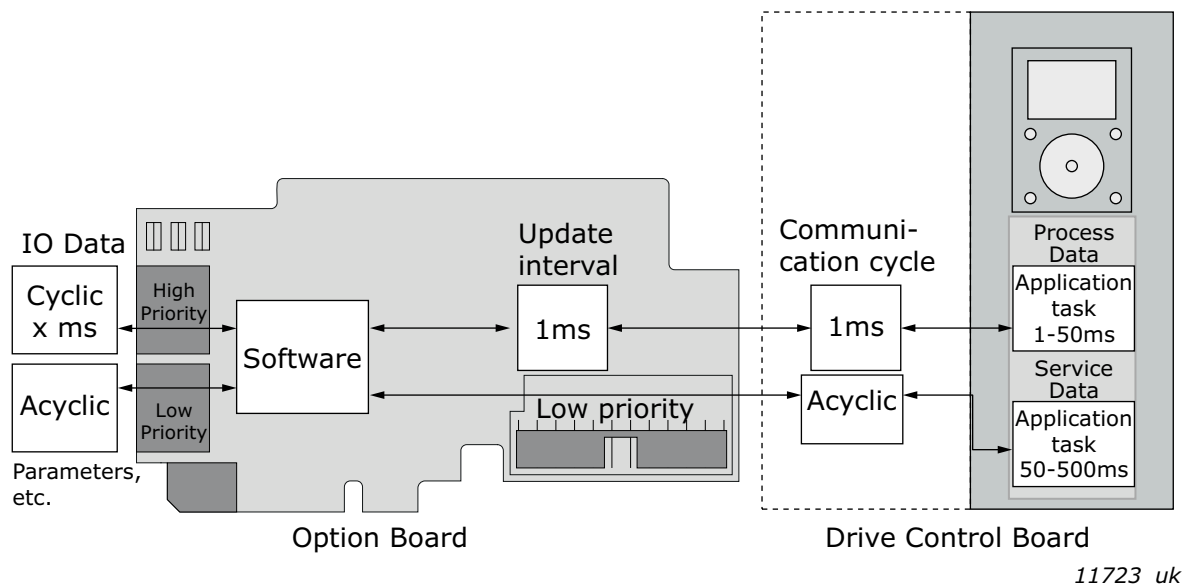 IO Data
Cyclic
x ms
Acyclic
Parameters,
etc.
High
Priority
Low
Priority
Software
Update
interval
1ms
Low priority
Option Board
Communi-
cation cycle
1ms
Acyclic
Process
Data
Application
task
1-50ms
Service
Data
Application
task
50-500ms
Drive Control Board
11723_uk